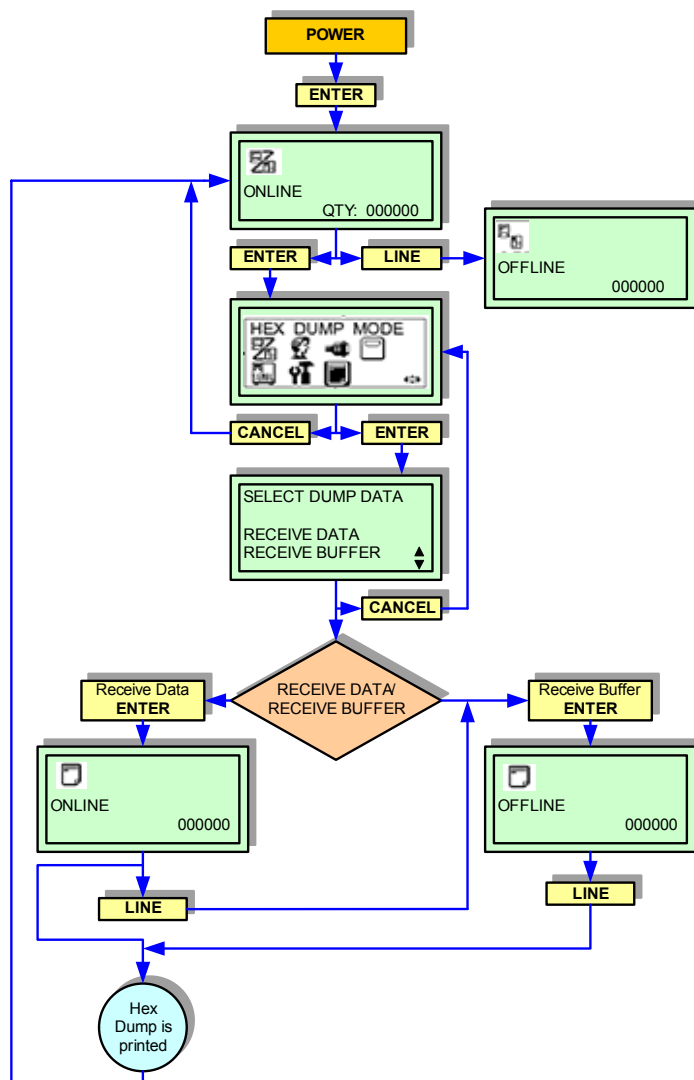 POWER
ENTER
ONLINE
QTY: 000000
ENTER
LINE
OFFLINE
000000
HEX DUMP MODE
CANCEL
ENTER
SELECT DUMP DATA
RECEIVE DATA
RECEIVE BUFFER
CANCEL
RECEIVE DATA/
RECEIVE BUFFER
Receive Data
ENTER
Receive Buffer
ENTER
ONLINE
000000
OFFLINE
000000
LINE
LINE
Hex
Dump is
printed